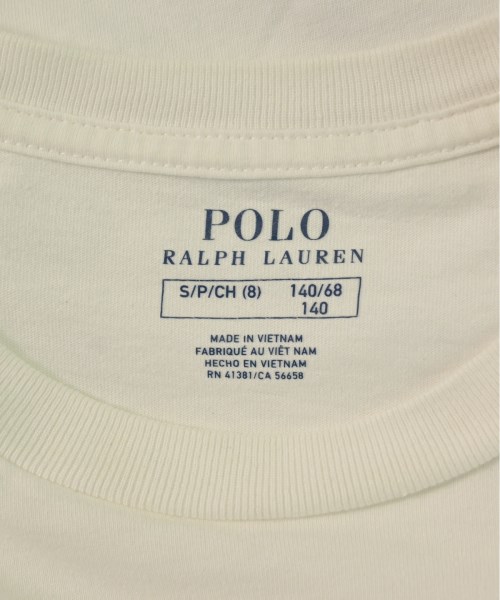 POLO
RALPH LAUREN
S/P/CH (8) 140/68
140
MADE IN VIETNAM
FABRIQUÉ AU VIÊT NAM
HECHO EN VIETNAM
RN 41381/CA 56658